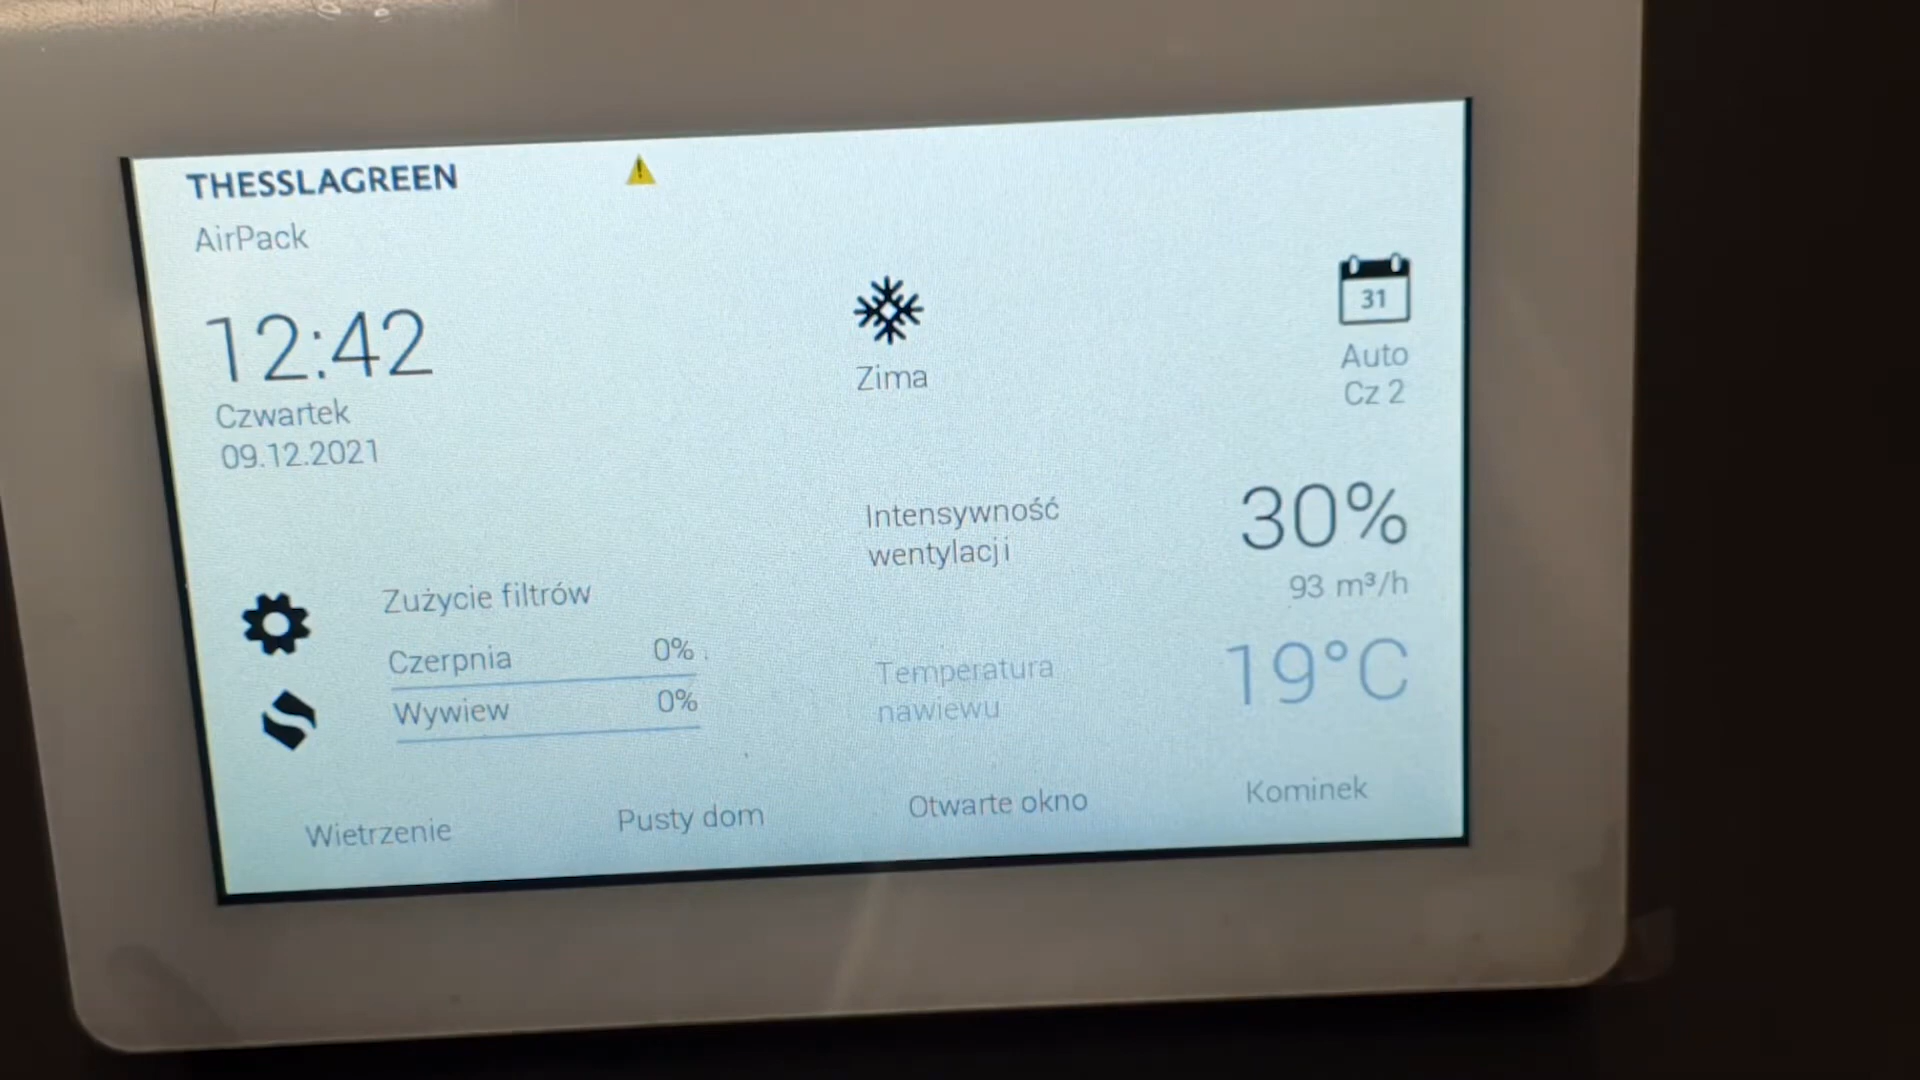 THESSLAGREEN
AirPack
12:42
Czwartek
09.12.2021
Zima
31
Auto
Cz 2
Intensywność
wentylacji
30%
93 m³/h
Zużycie filtrów
Czerpnia 0%
Wywiew 0%
Temperatura
nawiewu
19°C
Wietrzenie
Pusty dom
Otwarte okno
Kominek